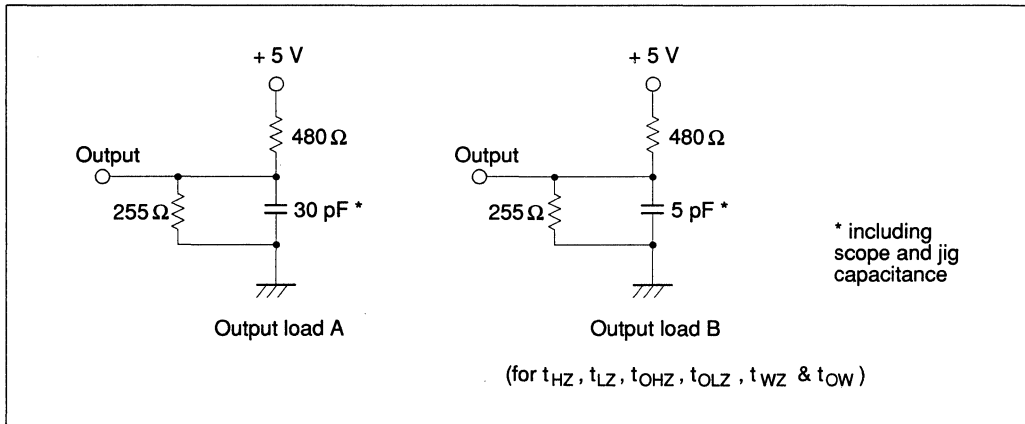 + 5 V
480 Ω
Output
255 Ω
30 pF *
Output load A
+ 5 V
480 Ω
Output
255 Ω
5 pF *
Output load B
(for tHZ , tLZ , tOHZ , tOLZ , tWZ & tOW )
* including
scope and jig
capacitance